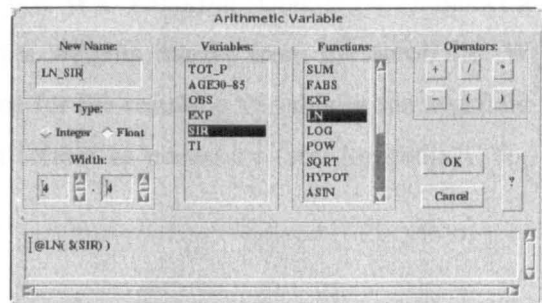 Arithmetic Variable
New Name:
LN_SIR
Type:
Integer
Float
Width:
4 . 4
Variables:
TOT_P
AGE30-85
OBS
EXP
SIR
TI
Functions:
SUM
FABS
EXP
LN
LOG
POW
SQRT
HYPOT
ASIN
Operators:
+ / *
- ( )
OK
Cancel
?
@LN( &(SIR) )